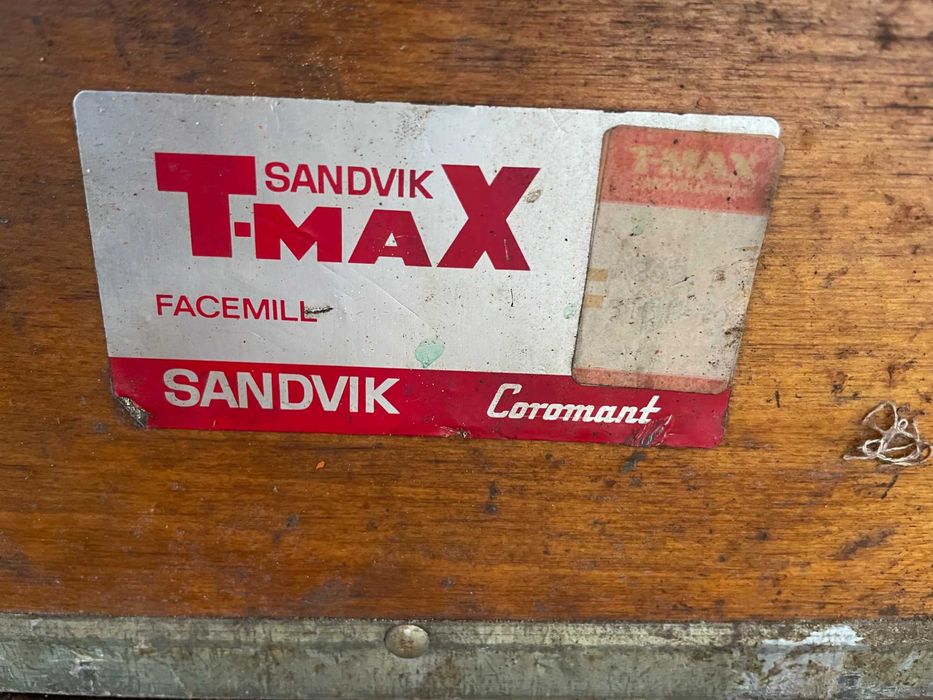 SANDVIK
T-MAX
FACEMILL
SANDVIK
Coromant
T-MAX